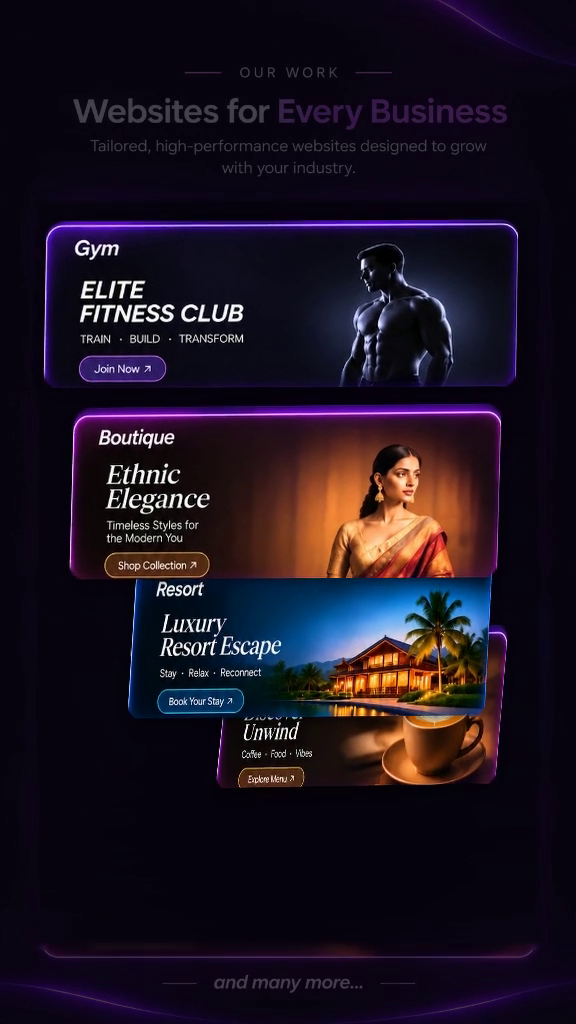 OUR WORK
Websites for Every Business
Tailored, high-performance websites designed to grow
with your industry.
Gym
ELITE
FITNESS CLUB
TRAIN · BUILD · TRANSFORM
Join Now ↗
Boutique
Ethnic
Elegance
Timeless Styles for
the Modern You
Shop Collection ↗
Resort
Luxury
Resort Escape
Stay · Relax · Reconnect
Book Your Stay ↗
Unwind
Coffee · Food · Vibes
Explore Menu ↗
and many more...